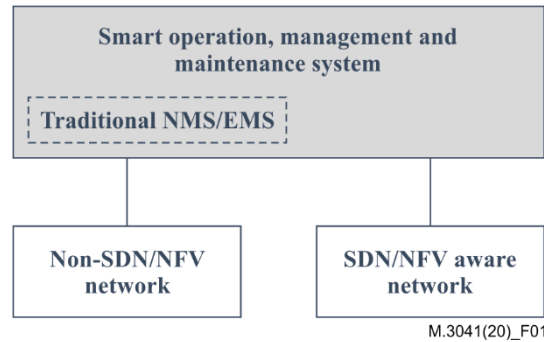 Smart operation, management and
maintenance system
Traditional NMS/EMS
Non-SDN/NFV
network
SDN/NFV aware
network
M.3041(20)_F01